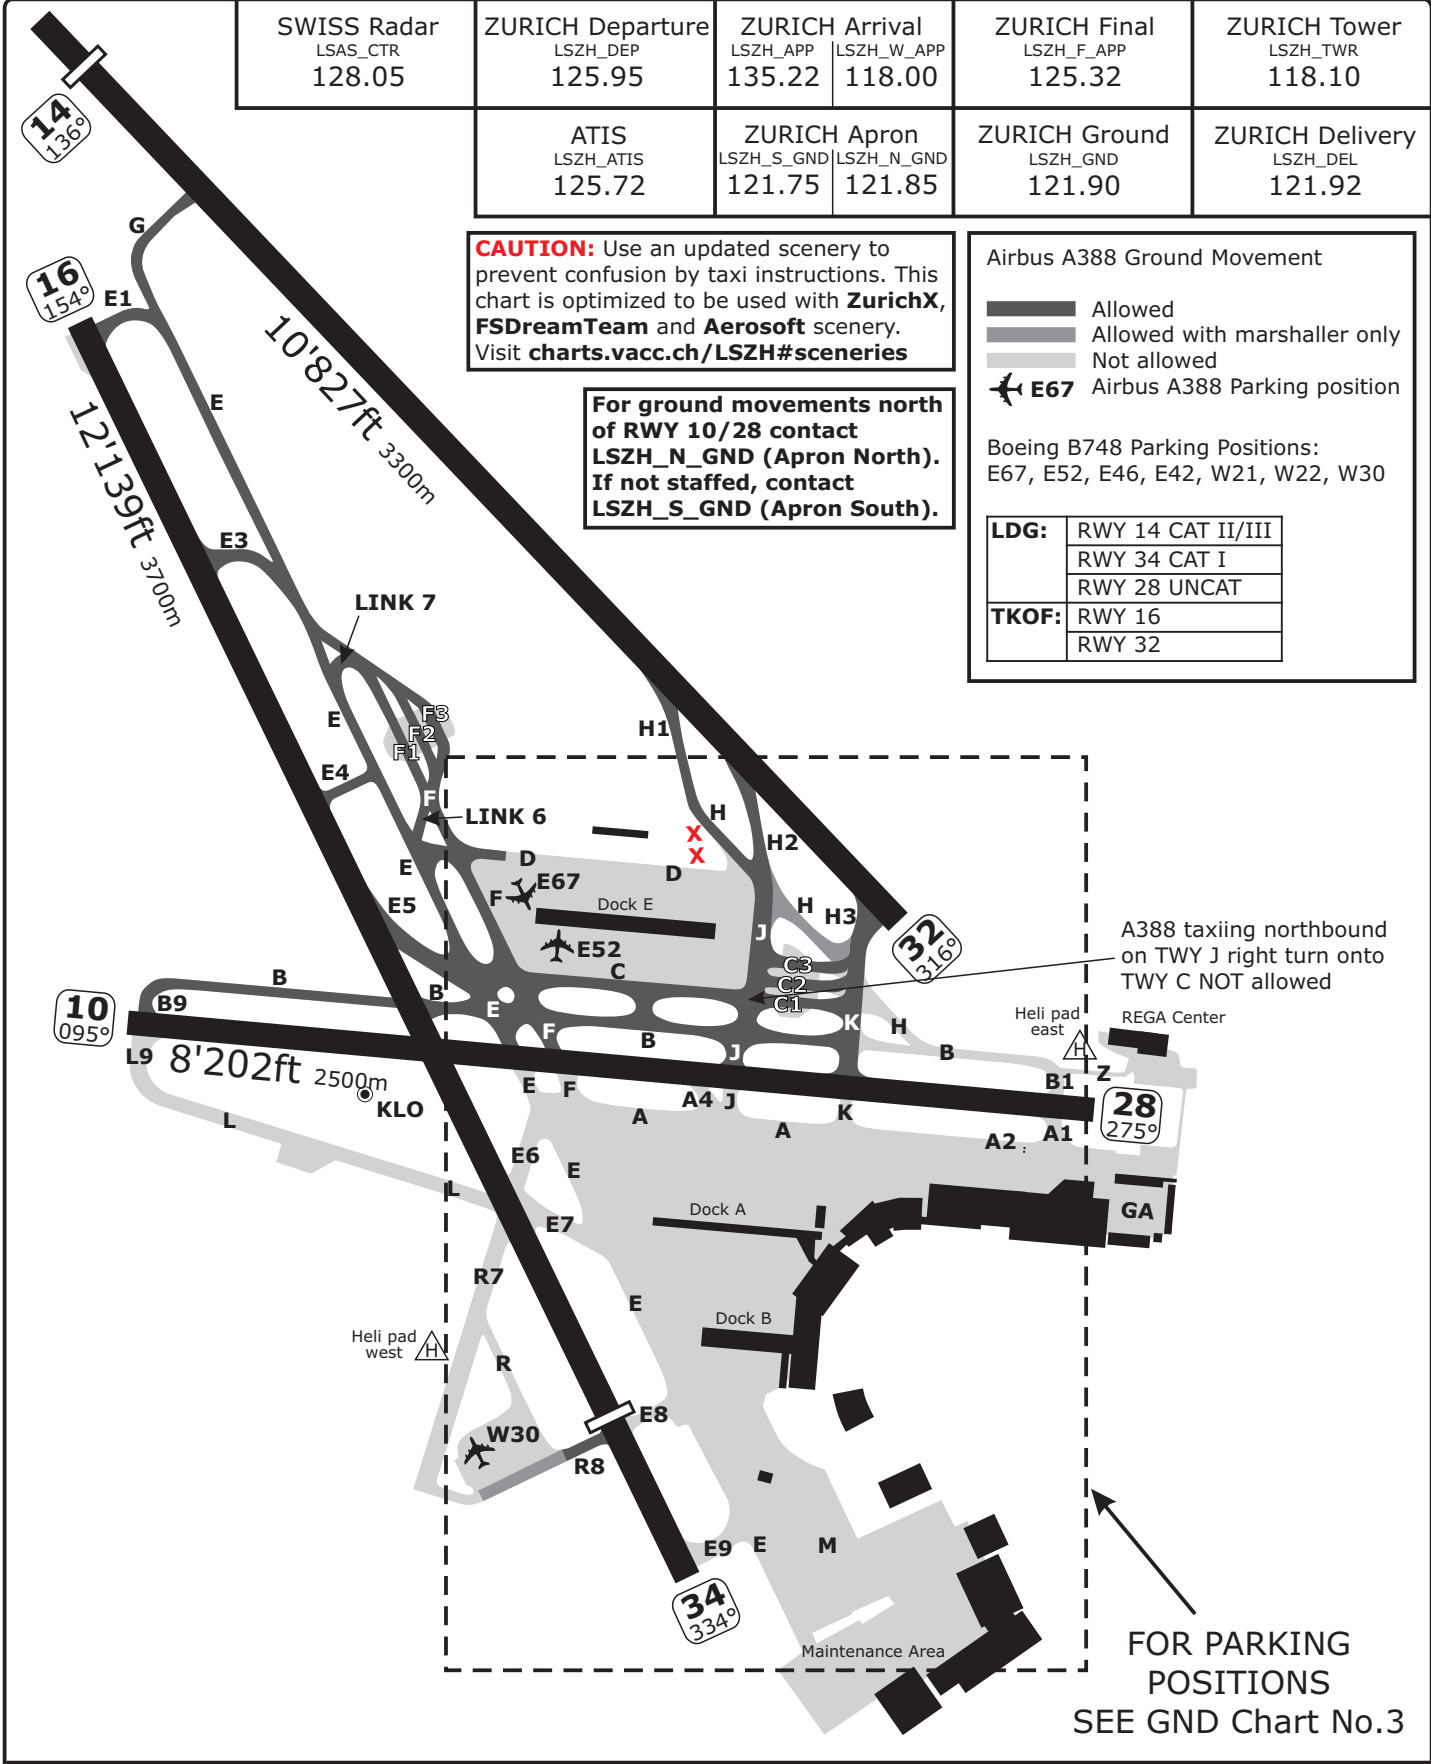 SWISS Radar
LSAS_CTR
128.05
ZURICH Departure
LSZH_DEP
125.95
ZURICH Arrival
LSZH_APP LSZH_W_APP
135.22 118.00
ZURICH Final
LSZH_F_APP
125.32
ZURICH Tower
LSZH_TWR
118.10
ATIS
LSZH_ATIS
125.72
ZURICH Apron
LSZH_S_GND LSZH_N_GND
121.75 121.85
ZURICH Ground
LSZH_GND
121.90
ZURICH Delivery
LSZH_DEL
121.92
CAUTION: Use an updated scenery to
prevent confusion by taxi instructions. This
chart is optimized to be used with ZurichX,
FSDreamTeam and Aerosoft scenery.
Visit charts.vacc.ch/LSZH#sceneries
For ground movements north
of RWY 10/28 contact
LSZH_N_GND (Apron North).
If not staffed, contact
LSZH_S_GND (Apron South).
Airbus A388 Ground Movement
Allowed
Allowed with marshaller only
Not allowed
E67 Airbus A388 Parking position
Boeing B748 Parking Positions:
E67, E52, E46, E42, W21, W22, W30
LDG: RWY 14 CAT II/III
RWY 34 CAT I
RWY 28 UNCAT
TKOF: RWY 16
RWY 32
14
136°
G
16
154°
E1
10'827ft 3300m
12'139ft 3700m
E
E3
LINK 7
E
F3
F2
F1
H1
E4
F
LINK 6
H
X
X
H2
D
D
E
E67
F
Dock E
E5
H
H3
J
32
316°
E52
C
C3
C2
C1
A388 taxiing northbound
on TWY J right turn onto
TWY C NOT allowed
B
B
B9
10
095°
E
F
B
J
K
H
B
Heli pad
east
H
REGA Center
L9
8'202ft 2500m
KLO
E
F
A
A4
J
A
K
B1
Z
28
275°
A2
A1
L
E6
E
L
E7
Dock A
GA
R7
E
Dock B
Heli pad
west
H
R
W30
E8
R8
E9
E
M
34
334°
Maintenance Area
FOR PARKING
POSITIONS
SEE GND Chart No.3